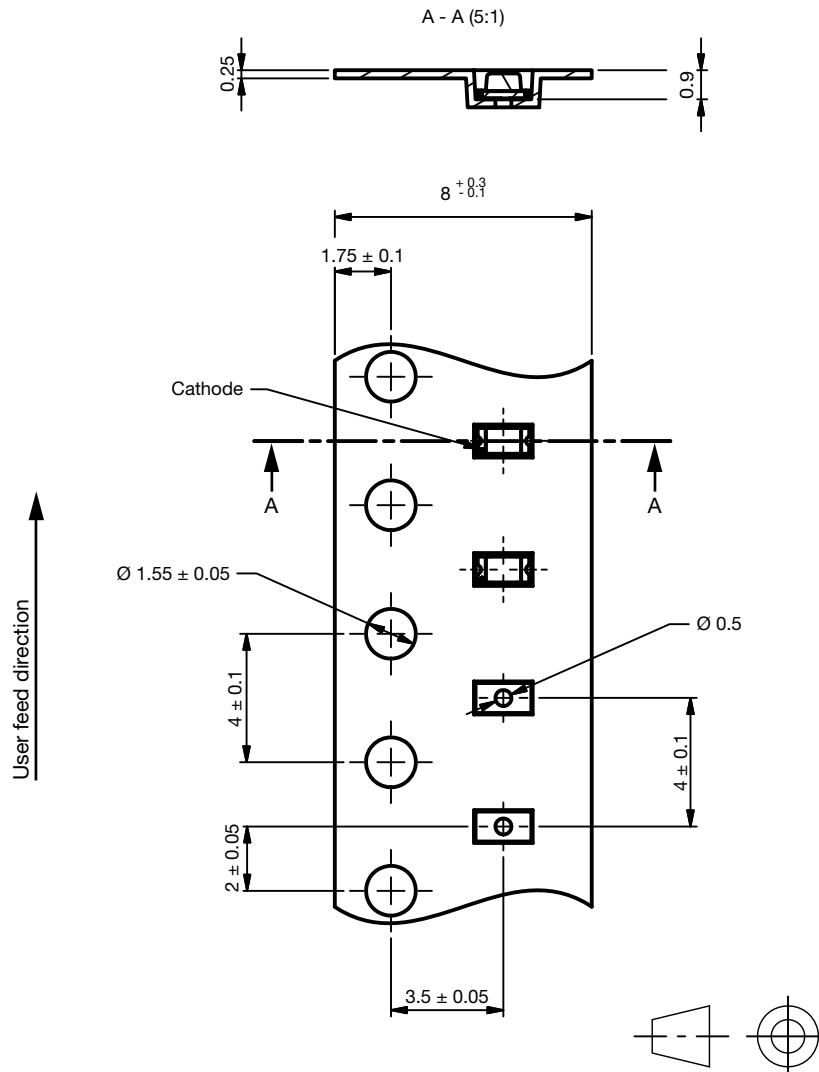 A - A (5:1)
0.25
0.9
8 + 0.3 - 0.1
1.75 ± 0.1
Cathode
A
A
User feed direction
Ø 1.55 ± 0.05
Ø 0.5
4 ± 0.1
4 ± 0.1
2 ± 0.05
3.5 ± 0.05